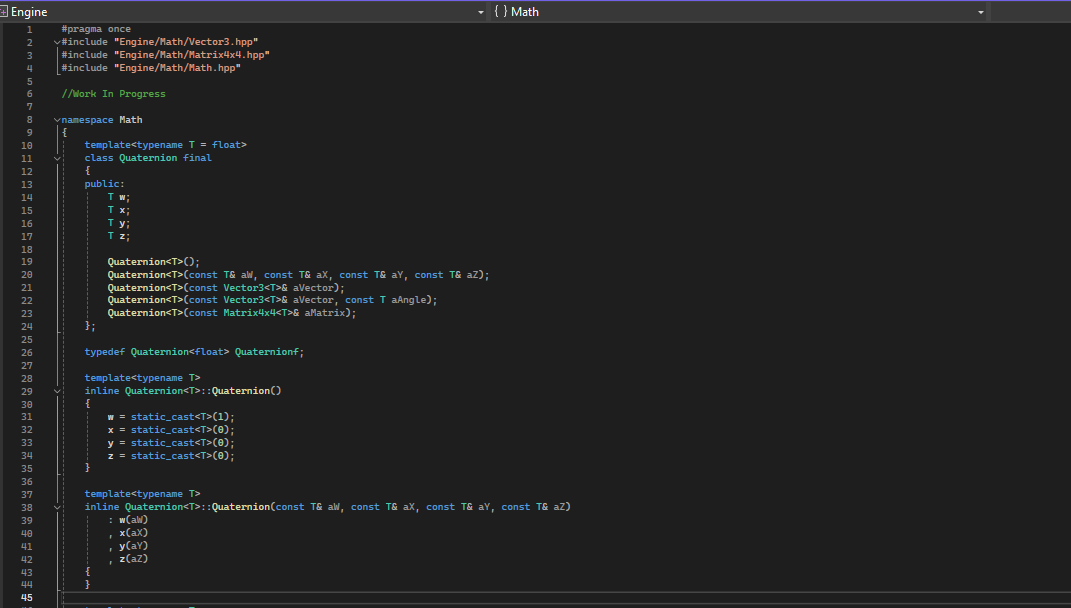 Engine { } Math
1 #pragma once
2 #include "Engine/Math/Vector3.hpp"
3 #include "Engine/Math/Matrix4x4.hpp"
4 #include "Engine/Math/Math.hpp"
5
6 //Work In Progress
7
8 namespace Math
9 {
10 template<typename T = float>
11 class Quaternion final
12 {
13 public:
14 T w;
15 T x;
16 T y;
17 T z;
18
19 Quaternion<T>();
20 Quaternion<T>(const T& aW, const T& aX, const T& aY, const T& aZ);
21 Quaternion<T>(const Vector3<T>& aVector);
22 Quaternion<T>(const Vector3<T>& aVector, const T aAngle);
23 Quaternion<T>(const Matrix4x4<T>& aMatrix);
24 };
25
26 typedef Quaternion<float> Quaternionf;
27
28 template<typename T>
29 inline Quaternion<T>::Quaternion()
30 {
31 w = static_cast<T>(1);
32 x = static_cast<T>(0);
33 y = static_cast<T>(0);
34 z = static_cast<T>(0);
35 }
36
37 template<typename T>
38 inline Quaternion<T>::Quaternion(const T& aW, const T& aX, const T& aY, const T& aZ)
39 : w(aW)
40 , x(aX)
41 , y(aY)
42 , z(aZ)
43 {
44 }
45